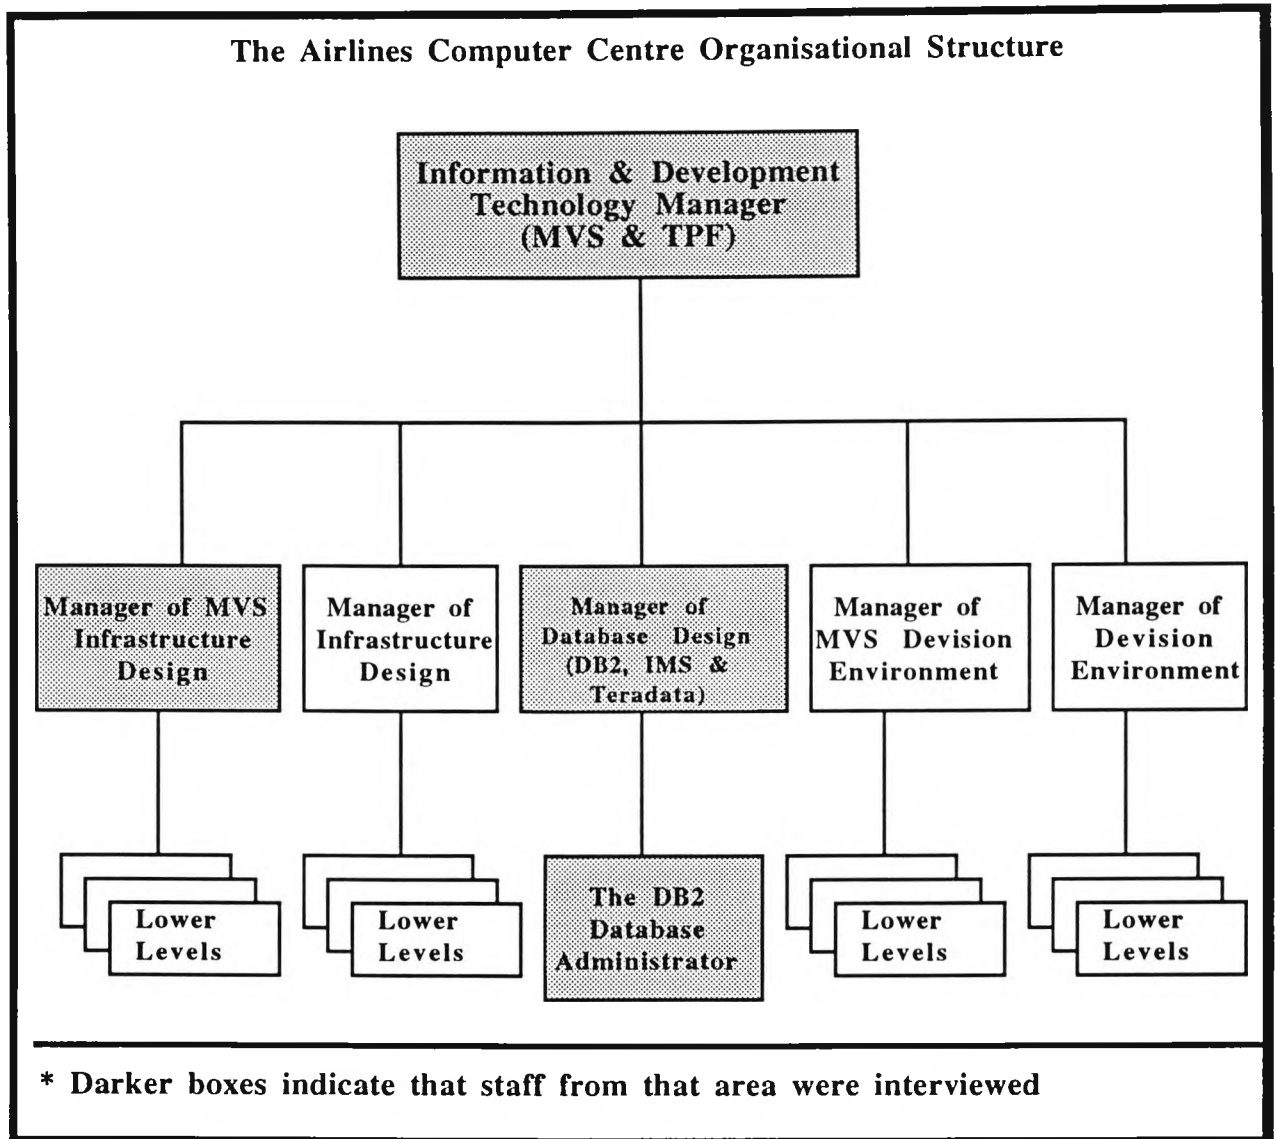 The Airlines Computer Centre Organisational Structure
Information & Development
Technology Manager
(MVS & TPF)
Manager of MVS
Infrastructure
Design
Manager of
Infrastructure
Design
Manager of
Database Design
(DB2, IMS &
Teradata)
Manager of
MVS Devision
Environment
Manager of
Devision
Environment
Lower
Levels
Lower
Levels
The DB2
Database
Administrator
Lower
Levels
Lower
Levels
* Darker boxes indicate that staff from that area were interviewed